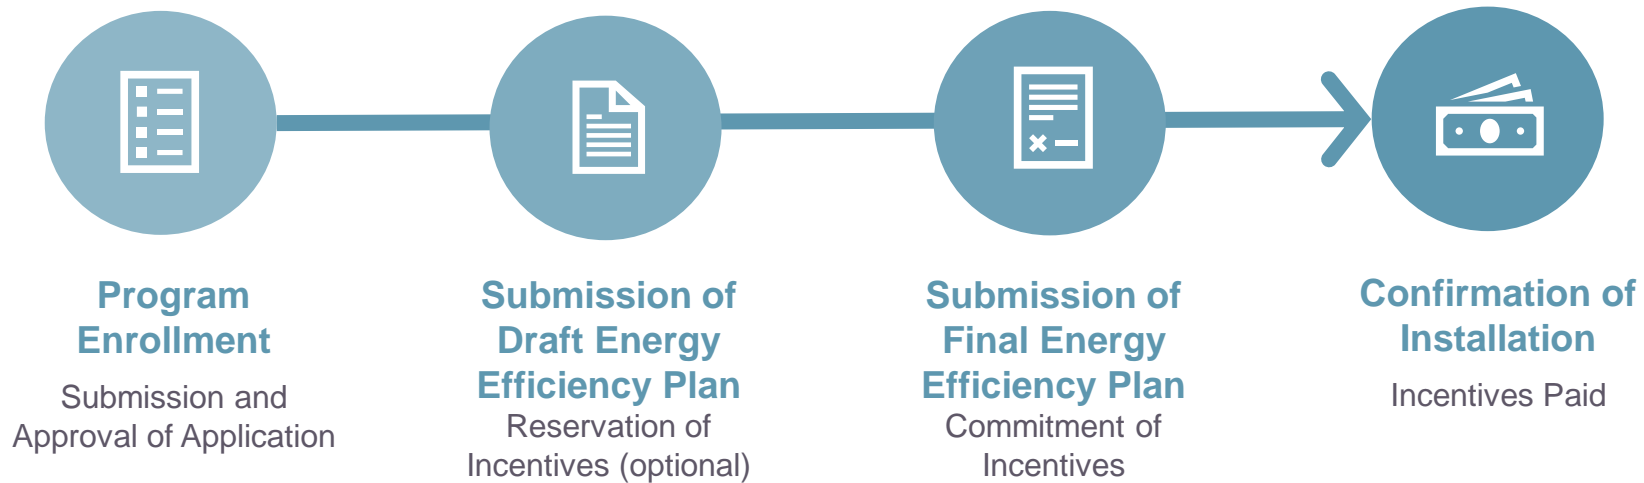 Program
Enrollment
Submission and
Approval of Application
Submission of
Draft Energy
Efficiency Plan
Reservation of
Incentives (optional)
Submission of
Final Energy
Efficiency Plan
Commitment of
Incentives
Confirmation of
Installation
Incentives Paid